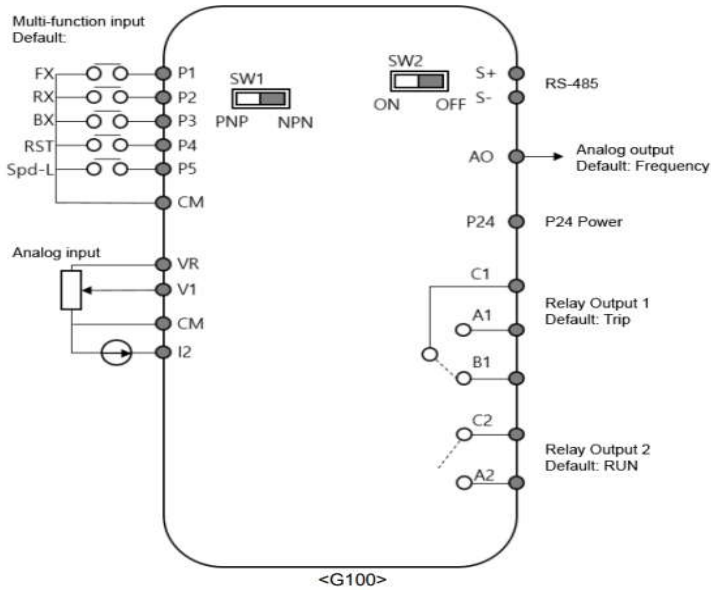 Multi-function input
Default:
FX
RX
BX
RST
Spd-L
P1
P2
P3
P4
P5
CM
SW1
PNP NPN
SW2
ON OFF
S+
S-
RS-485
AO
Analog output
Default: Frequency
P24
P24 Power
Analog input
VR
V1
CM
I2
C1
A1
B1
Relay Output 1
Default: Trip
C2
A2
Relay Output 2
Default: RUN
<G100>